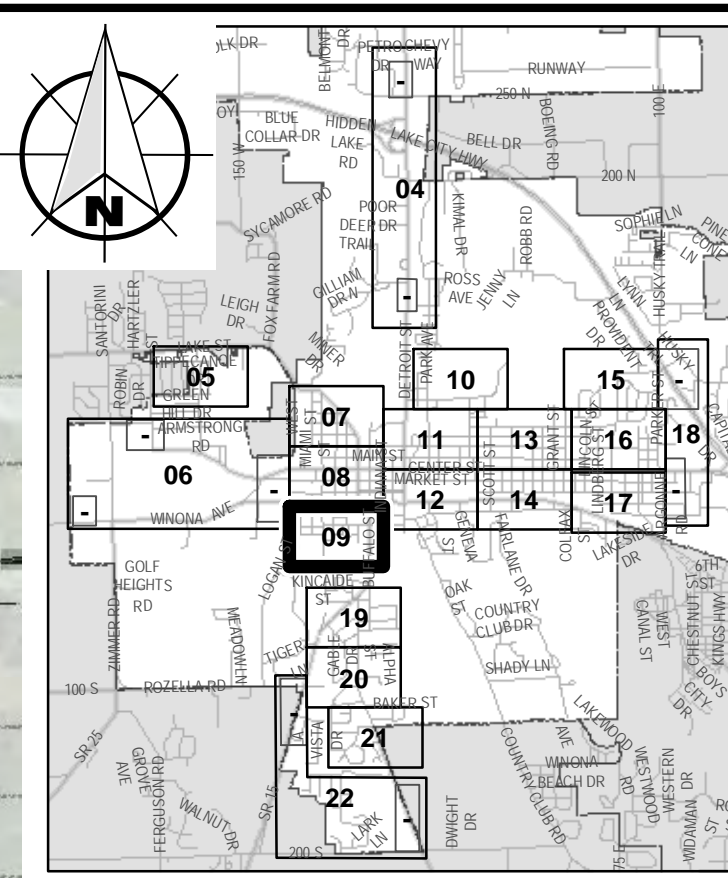 N
PETRO DR
CHEVY WAY
BELMONT DR
RUNWAY
250 N
100 E
BLUE COLLAR DR
HIDDEN LAKE RD
LAKE CITY HWY
BELL DR
BOEING RD
150 W
200 N
04
SYCAMORE RD
POOR DEER TRAIL
KIMAL DR
ROBB RD
SOPHIE LN
HUSKY TRAIL
FOX FARM RD
GILLIAM DR N
ROSS AVE
JENNY LN
LYNN LN
SANTORINI DR
HARTZLER ST
LEIGH DR
MINER DR
DETROIT ST
PARK AVE
PROVIDENT DR
HUSKY
LAKE ST
TIPPECANOE
05
10
15
18
ROBIN DR
GREEN HILL DR
ARMSTRONG RD
WEST
MIAMI ST
07
11
13
GRANT ST
LINCOLN ST
16
PARKER ST
MAIN ST
INDIANA ST
CENTER ST
MARKET ST
SCOTT ST
LINDBERG ST
06
08
12
14
17
ARGONNE RD
WINONA AVE
09
BUFFALO ST
LOGAN ST
GENEVA ST
FAIRLANE DR
COLFAX ST
LAKESIDE DR
GOLF HEIGHTS RD
KINCAIDE ST
OAK ST
COUNTRY CLUB DR
6TH ST
CHESTNUT ST
KINGS HWY
WEST CANAL ST
ZIMMER RD
MEADOW LN
19
TIGER LN
GABLE DR
ALPHA ST
SHADY LN
BOYS CITY DR
100 S
ROZELLA RD
20
BAKER ST
LAKEWOOD AVE
SR 25
GROVE AVE
FERGUSON RD
WALNUT DR
SR 15
VISTA DR
21
COUNTRY CLUB RD
WINONA BEACH DR
WESTWOOD RD
WESTERN DR
WIDAMAN DR
22
LARK LN
DWIGHT DR
75 E
200 S